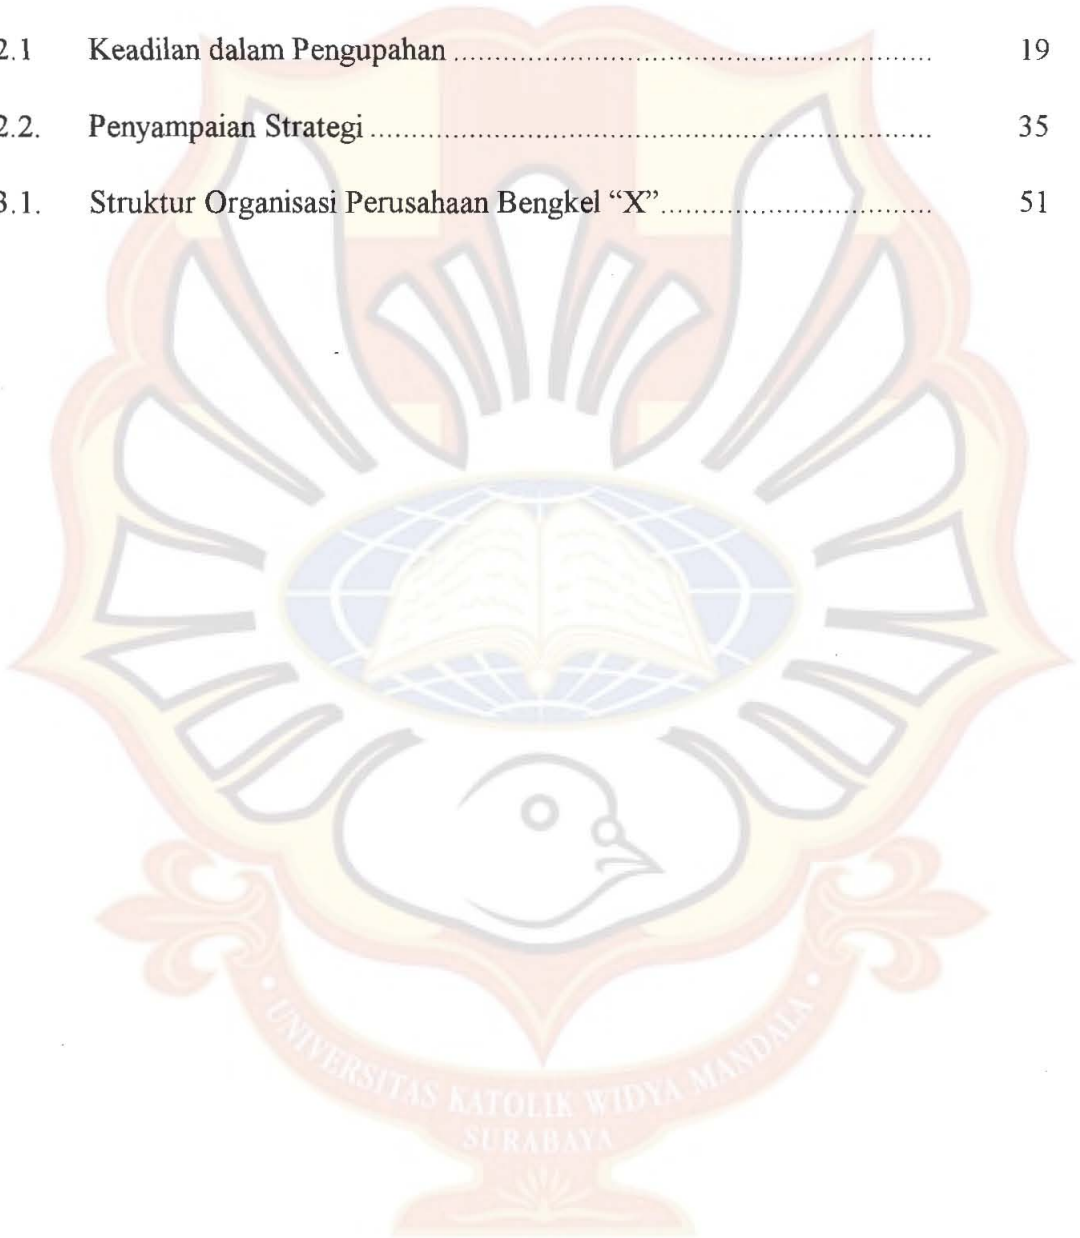 2.1 Keadilan dalam Pengupahan ........................................................ 19
2.2. Penyampaian Strategi .................................................................. 35
3.1. Struktur Organisasi Perusahaan Bengkel “X”................................ 51
UNIVERSITAS KATOLIK WIDYA MANDALA
SURABAYA